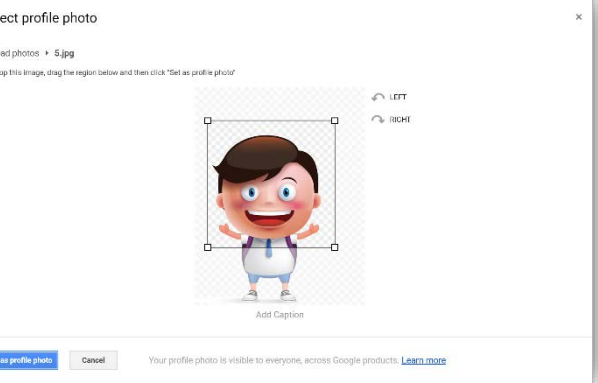 ect profile photo
×
ad photos ▸ 5.jpg
op this image, drag the region below and then click "Set as profile photo"
LEFT
RIGHT
Add Caption
as profile photo Cancel Your profile photo is visible to everyone, across Google products. Learn more